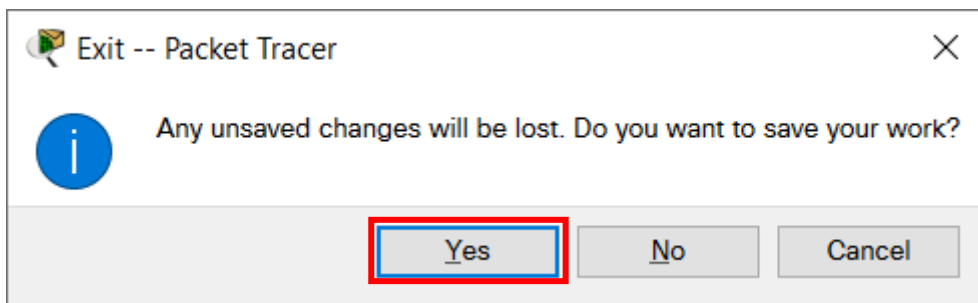 Exit -- Packet Tracer
Any unsaved changes will be lost. Do you want to save your work?
Yes No Cancel